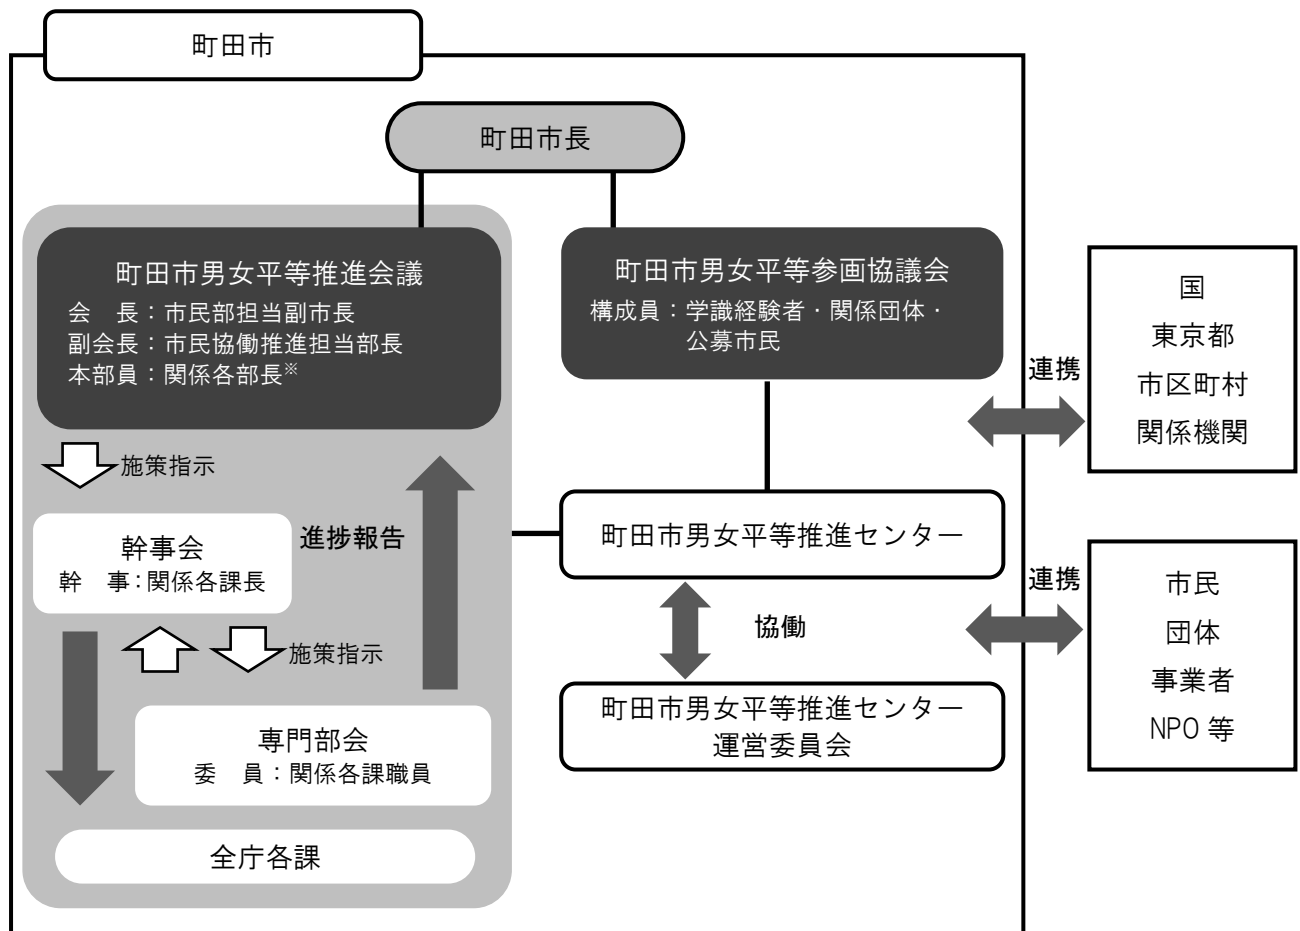 町田市
町田市長
町田市男女平等推進会議
会　長：市民部担当副市長
副会長：市民協働推進担当部長
本部員：関係各部長※
町田市男女平等参画協議会
構成員：学識経験者・関係団体・
公募市民
施策指示
幹事会
幹　事：関係各課長
進捗報告
施策指示
専門部会
委　員：関係各課職員
全庁各課
町田市男女平等推進センター
協働
町田市男女平等推進センター
運営委員会
連携
国
東京都
市区町村
関係機関
連携
市民
団体
事業者
NPO 等